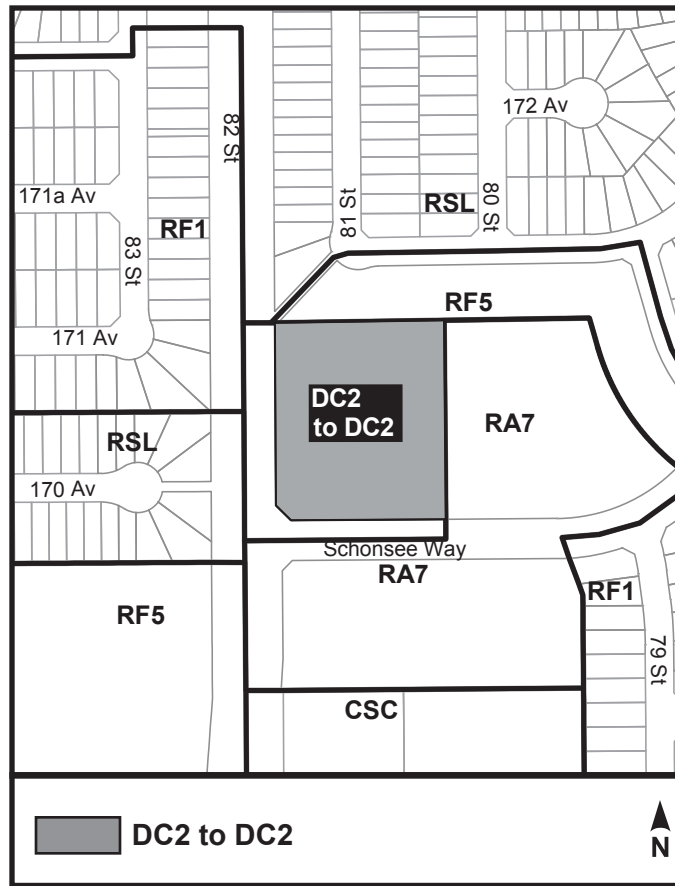 172 Av
82 St
171a Av
RF1
81 St
RSL
80 St
83 St
RF5
171 Av
DC2
to DC2
RA7
RSL
170 Av
Schonsee Way
RA7
RF1
RF5
79 St
CSC
DC2 to DC2
N